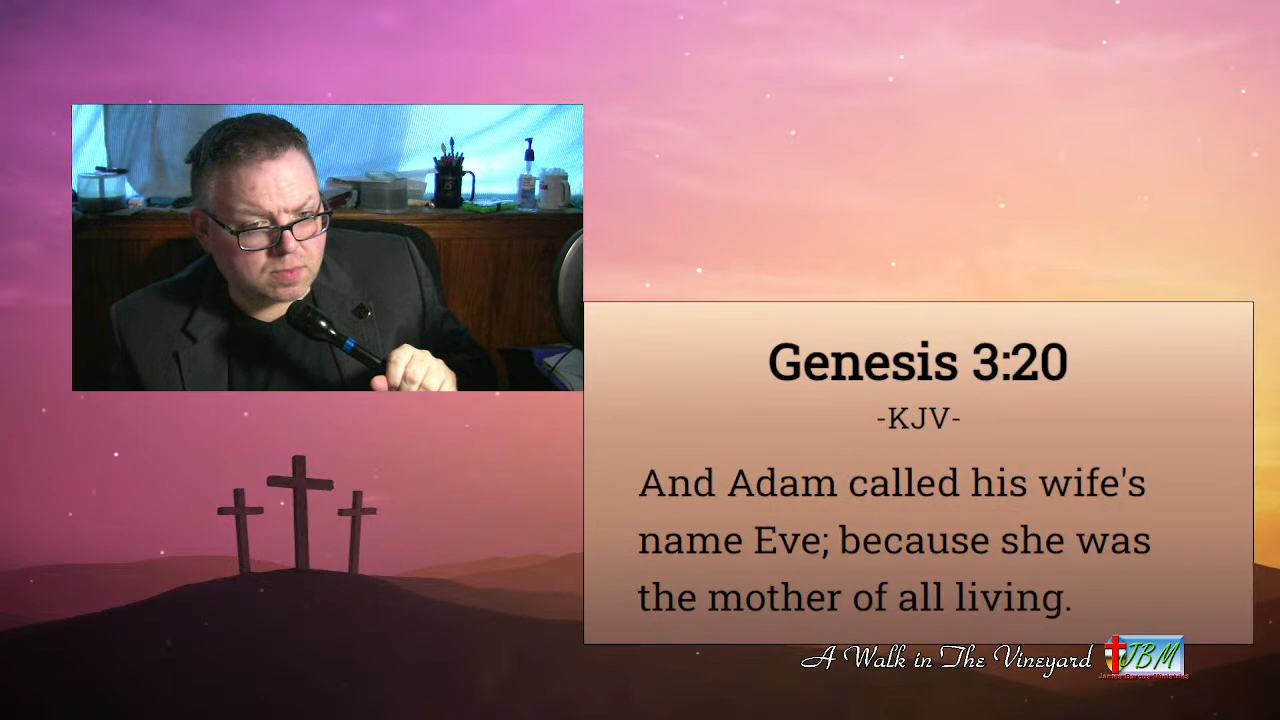 Genesis 3:20
-KJV-
And Adam called his wife's
name Eve; because she was
the mother of all living.
A Walk in The Vineyard
JBM